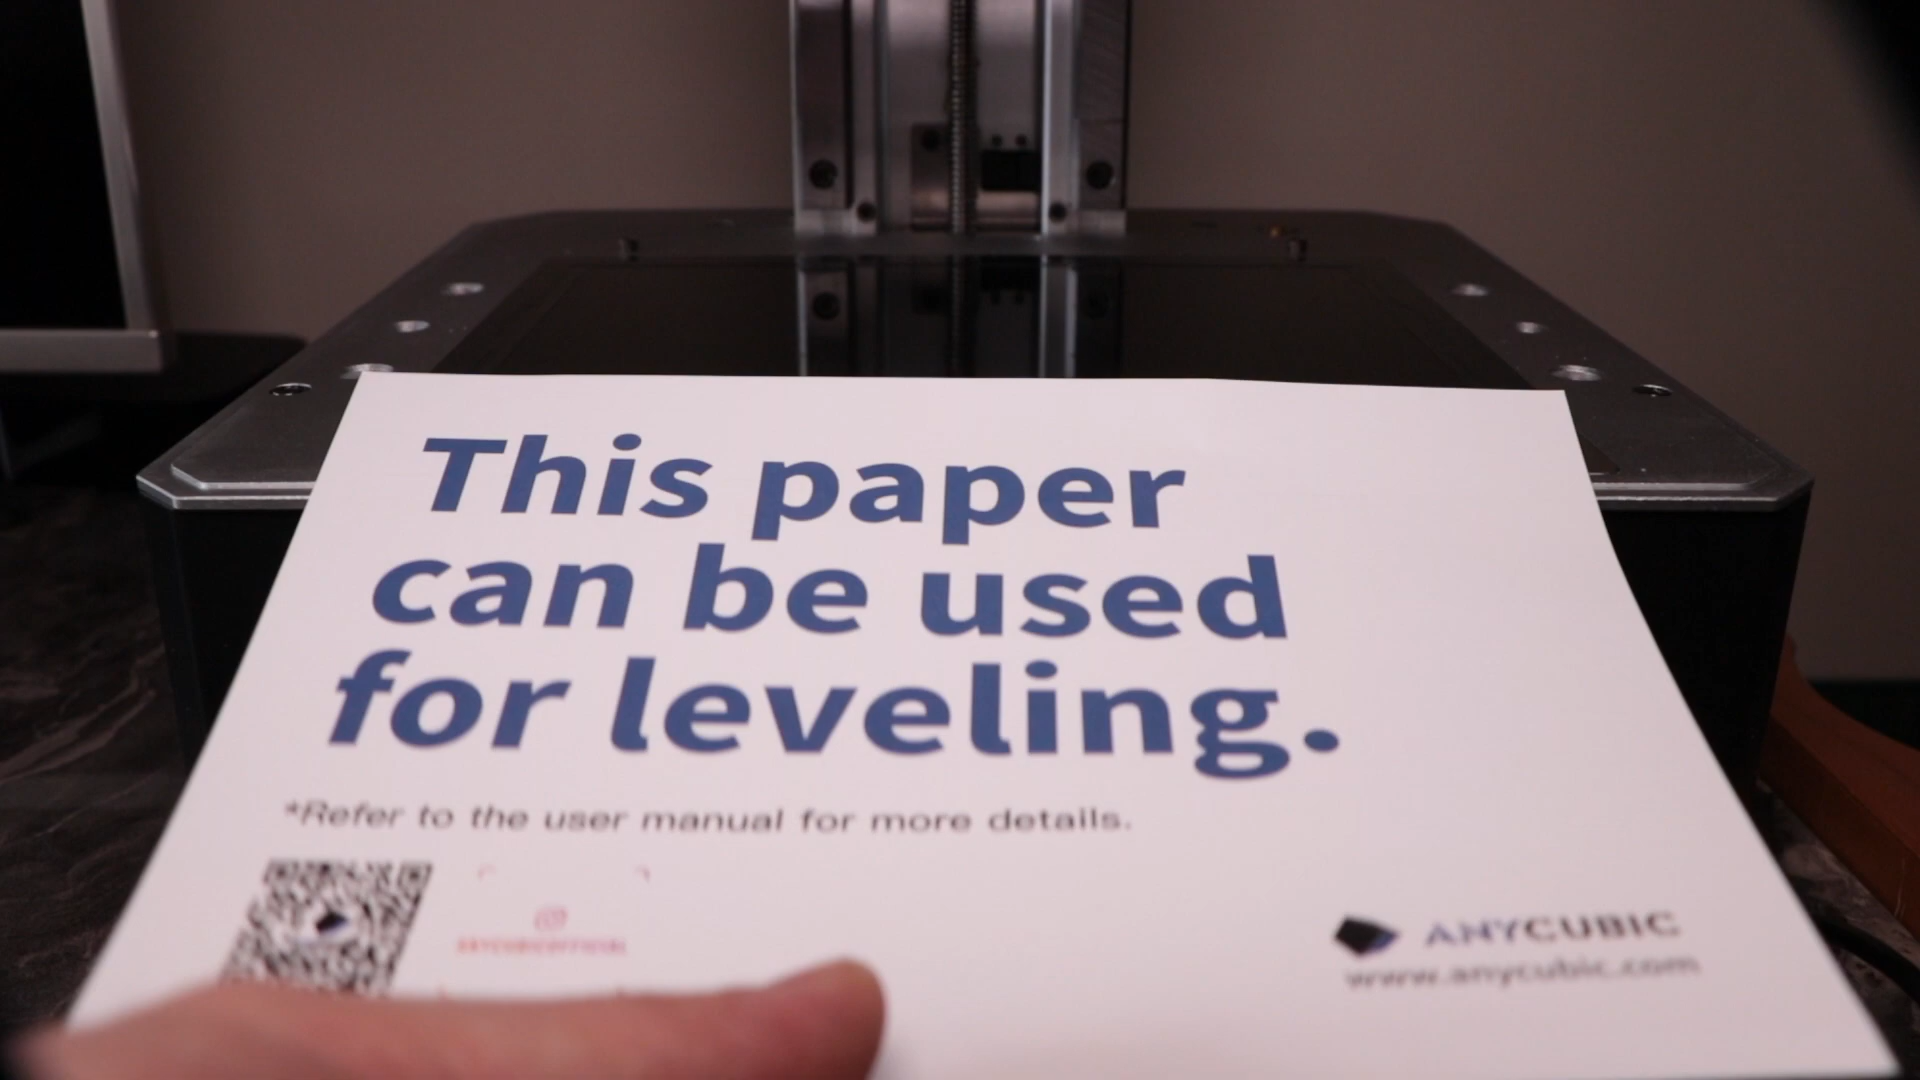 This paper
can be used
for leveling.
*Refer to the user manual for more details.
ANYCUBIC
www.anycubic.com